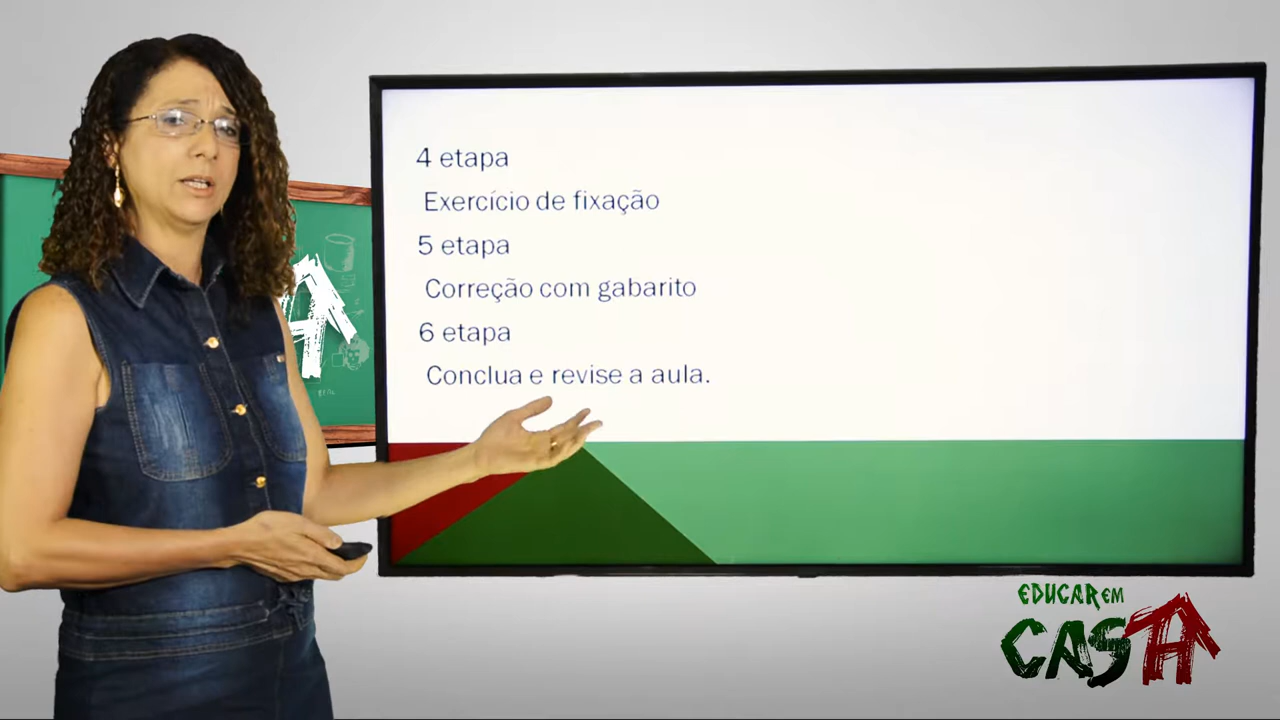 4 etapa
Exercício de fixação
5 etapa
Correção com gabarito
6 etapa
Conclua e revise a aula.
EDUCAR EM
CASA